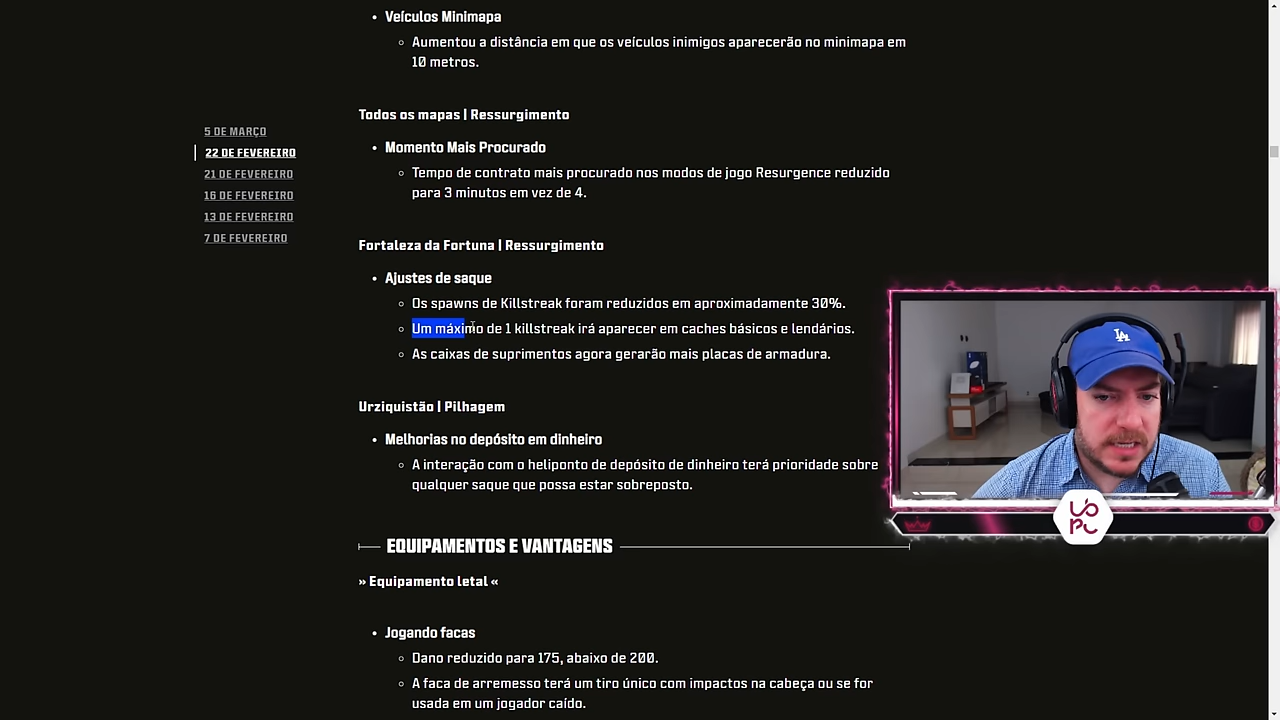 Veículos Minimapa
Aumentou a distância em que os veículos inimigos aparecerão no minimapa em
10 metros.
Todos os mapas | Ressurgimento
5 DE MARÇO
22 DE FEVEREIRO
21 DE FEVEREIRO
16 DE FEVEREIRO
13 DE FEVEREIRO
7 DE FEVEREIRO
Momento Mais Procurado
Tempo de contrato mais procurado nos modos de jogo Resurgence reduzido
para 3 minutos em vez de 4.
Fortaleza da Fortuna | Ressurgimento
Ajustes de saque
Os spawns de Killstreak foram reduzidos em aproximadamente 30%.
Um máximo de 1 killstreak irá aparecer em caches básicos e lendários.
As caixas de suprimentos agora gerarão mais placas de armadura.
Urziquistão | Pilhagem
Melhorias no depósito em dinheiro
A interação com o heliponto de depósito de dinheiro terá prioridade sobre
qualquer saque que possa estar sobreposto.
EQUIPAMENTOS E VANTAGENS
» Equipamento letal «
Jogando facas
Dano reduzido para 175, abaixo de 200.
A faca de arremesso terá um tiro único com impactos na cabeça ou se for
usada em um jogador caído.
LA